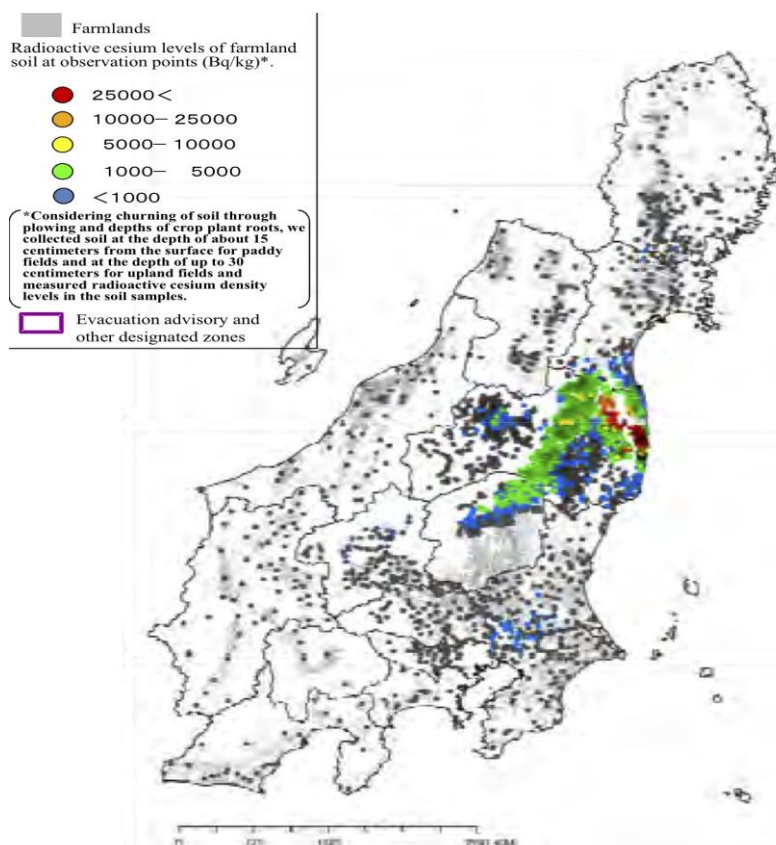 Farmlands
Radioactive cesium levels of farmland
soil at observation points (Bq/kg)*.
25000<
10000− 25000
5000− 10000
1000− 5000
<1000
*Considering churning of soil through
plowing and depths of crop plant roots, we
collected soil at the depth of about 15
centimeters from the surface for paddy
fields and at the depth of up to 30
centimeters for upland fields and
measured radioactive cesium density
levels in the soil samples.
Evacuation advisory and
other designated zones
0